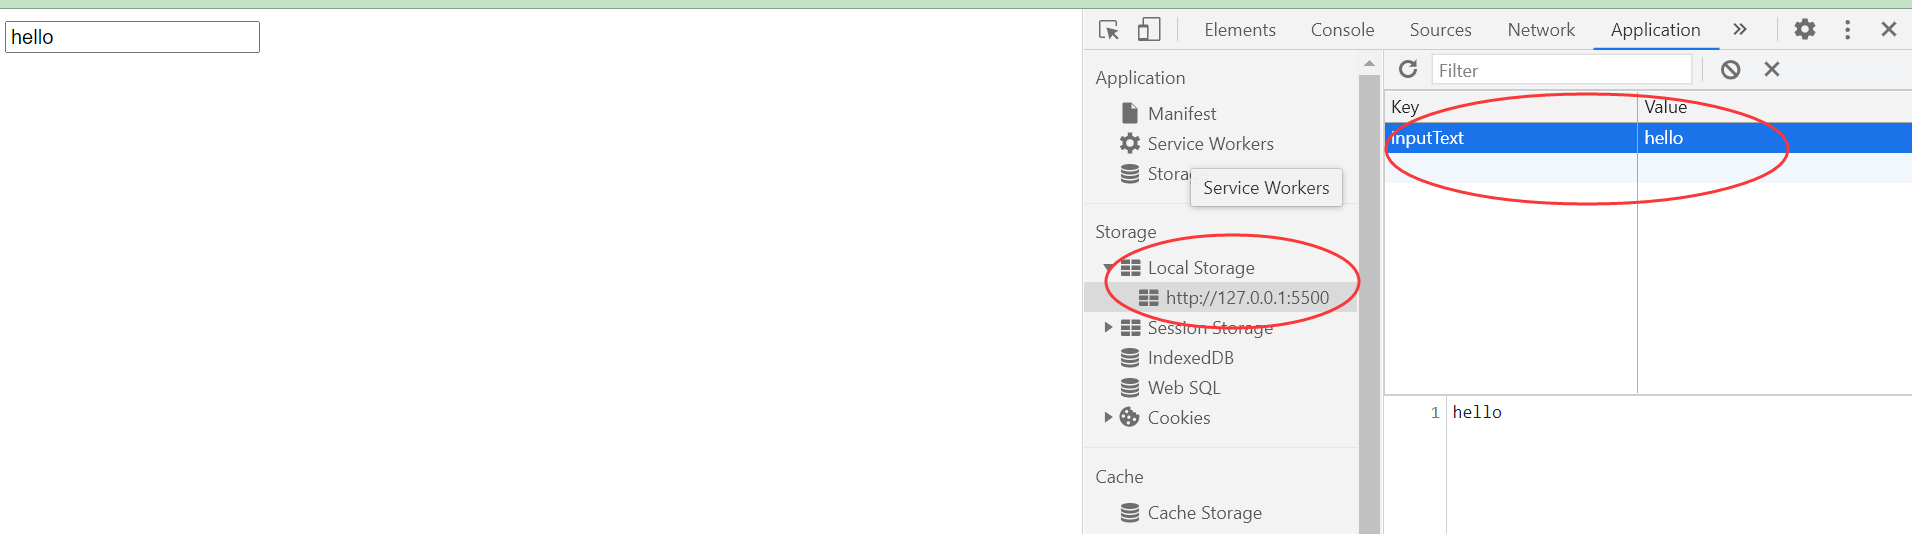 hello
Elements Console Sources Network Application
Filter
Application
Manifest
Service Workers
Service Workers
Storage
Local Storage
http://127.0.0.1:5500
Session Storage
IndexedDB
Web SQL
Cookies
Cache
Cache Storage
Key Value
inputText hello
1 hello